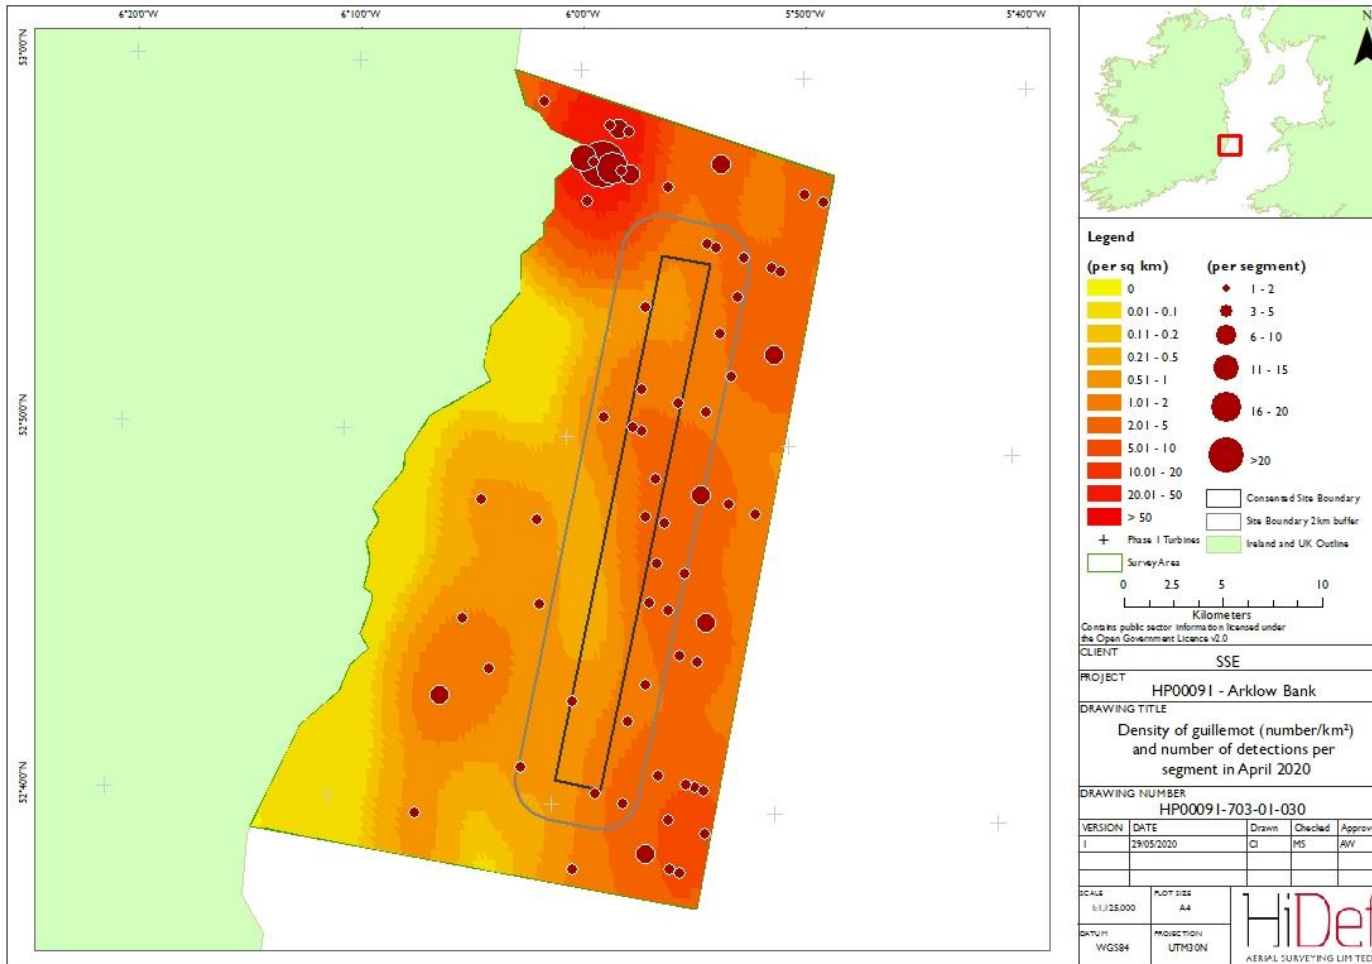 6°20'0"W 6°10'0"W 6°0'0"W 5°50'0"W 5°40'0"W
53°0'0"N
52°50'0"N
52°40'0"N
N
Legend
(per sq km) (per segment)
0 1 - 2
0.01 - 0.1 3 - 5
0.11 - 0.2 6 - 10
0.21 - 0.5
0.51 - 1 11 - 15
1.01 - 2 16 - 20
2.01 - 5
5.01 - 10 >20
10.01 - 20
20.01 - 50 Consented Site Boundary
> 50 Site Boundary 2km buffer
Phase 1 Turbines Ireland and UK Outline
Survey Area
0 2.5 5 10
Kilometers
Contains public sector information licensed under
the Open Government Licence v2.0
CLIENT
SSE
PROJECT
HP00091 - Arklow Bank
DRAWING TITLE
Density of guillemot (number/km²)
and number of detections per
segment in April 2020
DRAWING NUMBER
HP00091-703-01-030
VERSION DATE Drawn Checked Approv
1 29/05/2020 CI MS AW
SCALE PLOT SIZE
A4
DATUM PROJECTION
WGS84 UTM30N
HiDef
AERIAL SURVEYING LIMITED